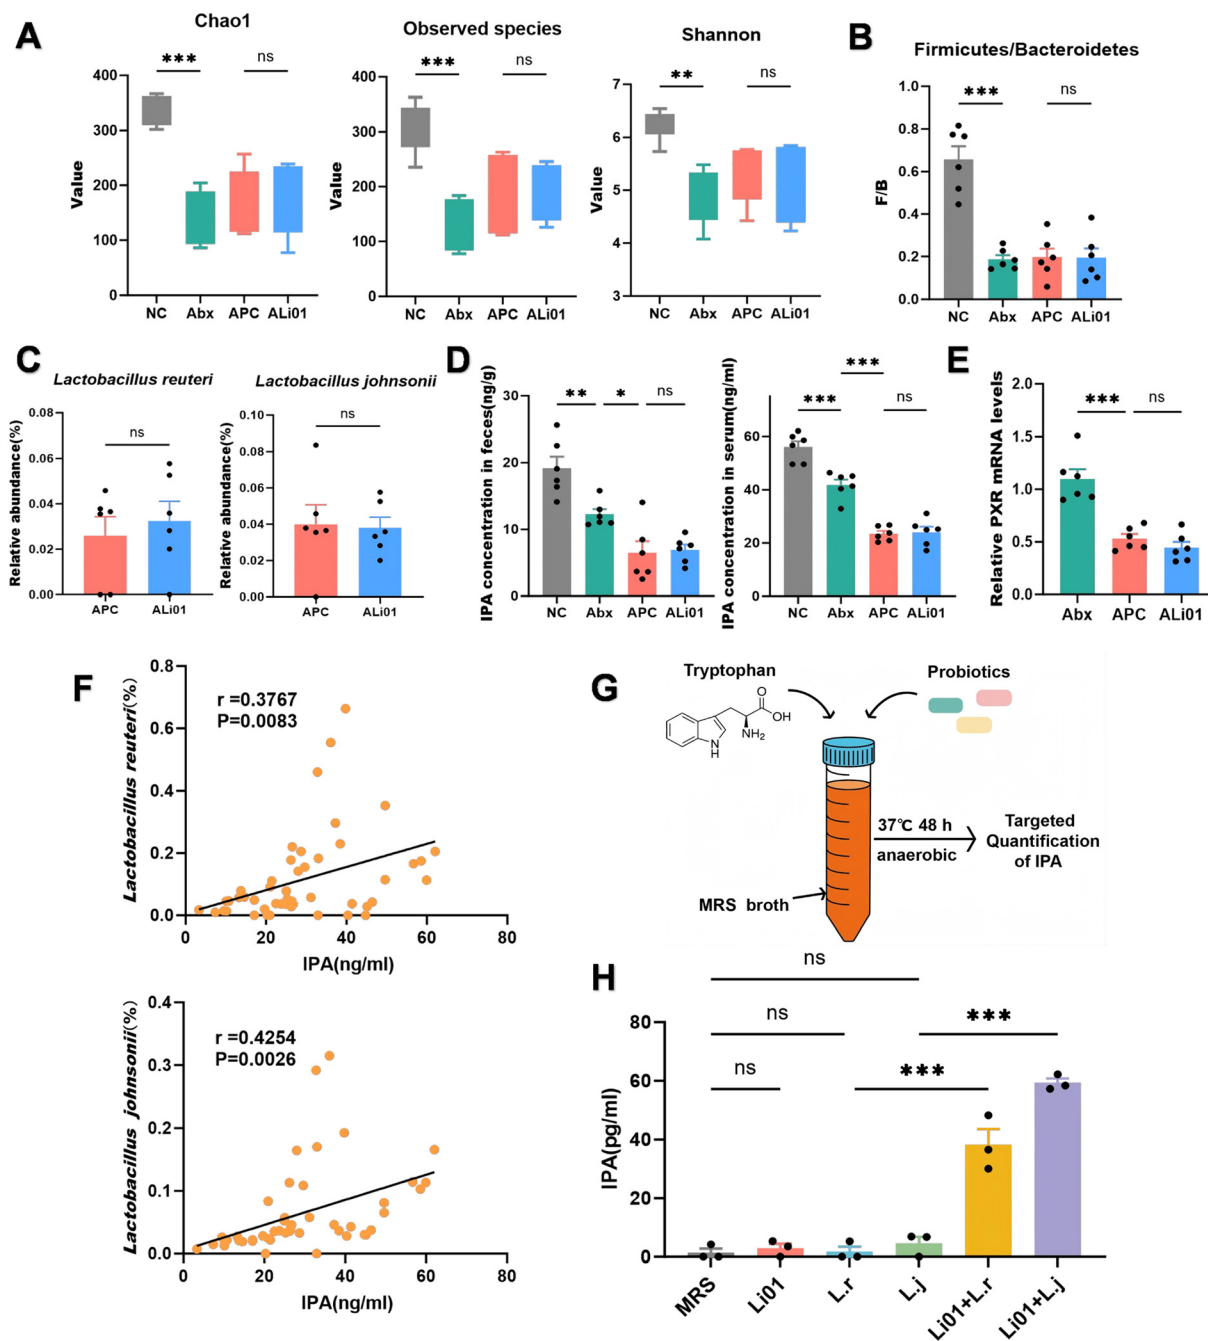 A
Chao1
Value
400
300
200
100
0
***
ns
NC
Abx
APC
ALi01
Observed species
Value
400
300
200
100
0
***
ns
NC
Abx
APC
ALi01
Shannon
Value
7
6
5
4
3
**
ns
NC
Abx
APC
ALi01
B
Firmicutes/Bacteroidetes
F/B
1.0
0.8
0.6
0.4
0.2
0.0
***
ns
NC
Abx
APC
ALi01
C
Lactobacillus reuteri
Relative abundance(%)
0.08
0.06
0.04
0.02
0.00
ns
APC
ALi01
Lactobacillus johnsonii
Relative abundance(%)
0.10
0.08
0.06
0.04
0.02
0.00
ns
APC
ALi01
D
IPA concentration in feces(ng/g)
30
20
10
0
**
*
ns
NC
Abx
APC
ALi01
IPA concentration in serum(ng/ml)
60
40
20
0
***
***
ns
NC
Abx
APC
ALi01
E
Relative PXR mRNA levels
2.0
1.5
1.0
0.5
0.0
***
ns
Abx
APC
ALi01
F
Lactobacillus reuteri(%)
0.8
0.6
0.4
0.2
0.0
r =0.3767
P=0.0083
0
20
40
60
80
IPA(ng/ml)
Lactobacillus johnsonii(%)
0.4
0.3
0.2
0.1
0.0
r =0.4254
P=0.0026
0
20
40
60
80
IPA(ng/ml)
G
Tryptophan
Probiotics
O
OH
NH2
N
H
37℃ 48 h
anaerobic
Targeted
Quantification
of IPA
MRS broth
H
IPA(pg/ml)
80
60
40
20
0
ns
ns
***
ns
***
MRS
Li01
L.r
L.j
Li01+L.r
Li01+L.j